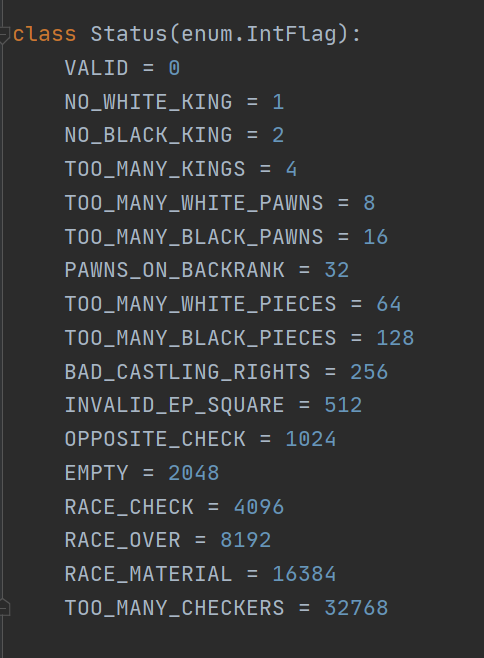 class Status(enum.IntFlag):
    VALID = 0
    NO_WHITE_KING = 1
    NO_BLACK_KING = 2
    TOO_MANY_KINGS = 4
    TOO_MANY_WHITE_PAWNS = 8
    TOO_MANY_BLACK_PAWNS = 16
    PAWNS_ON_BACKRANK = 32
    TOO_MANY_WHITE_PIECES = 64
    TOO_MANY_BLACK_PIECES = 128
    BAD_CASTLING_RIGHTS = 256
    INVALID_EP_SQUARE = 512
    OPPOSITE_CHECK = 1024
    EMPTY = 2048
    RACE_CHECK = 4096
    RACE_OVER = 8192
    RACE_MATERIAL = 16384
    TOO_MANY_CHECKERS = 32768